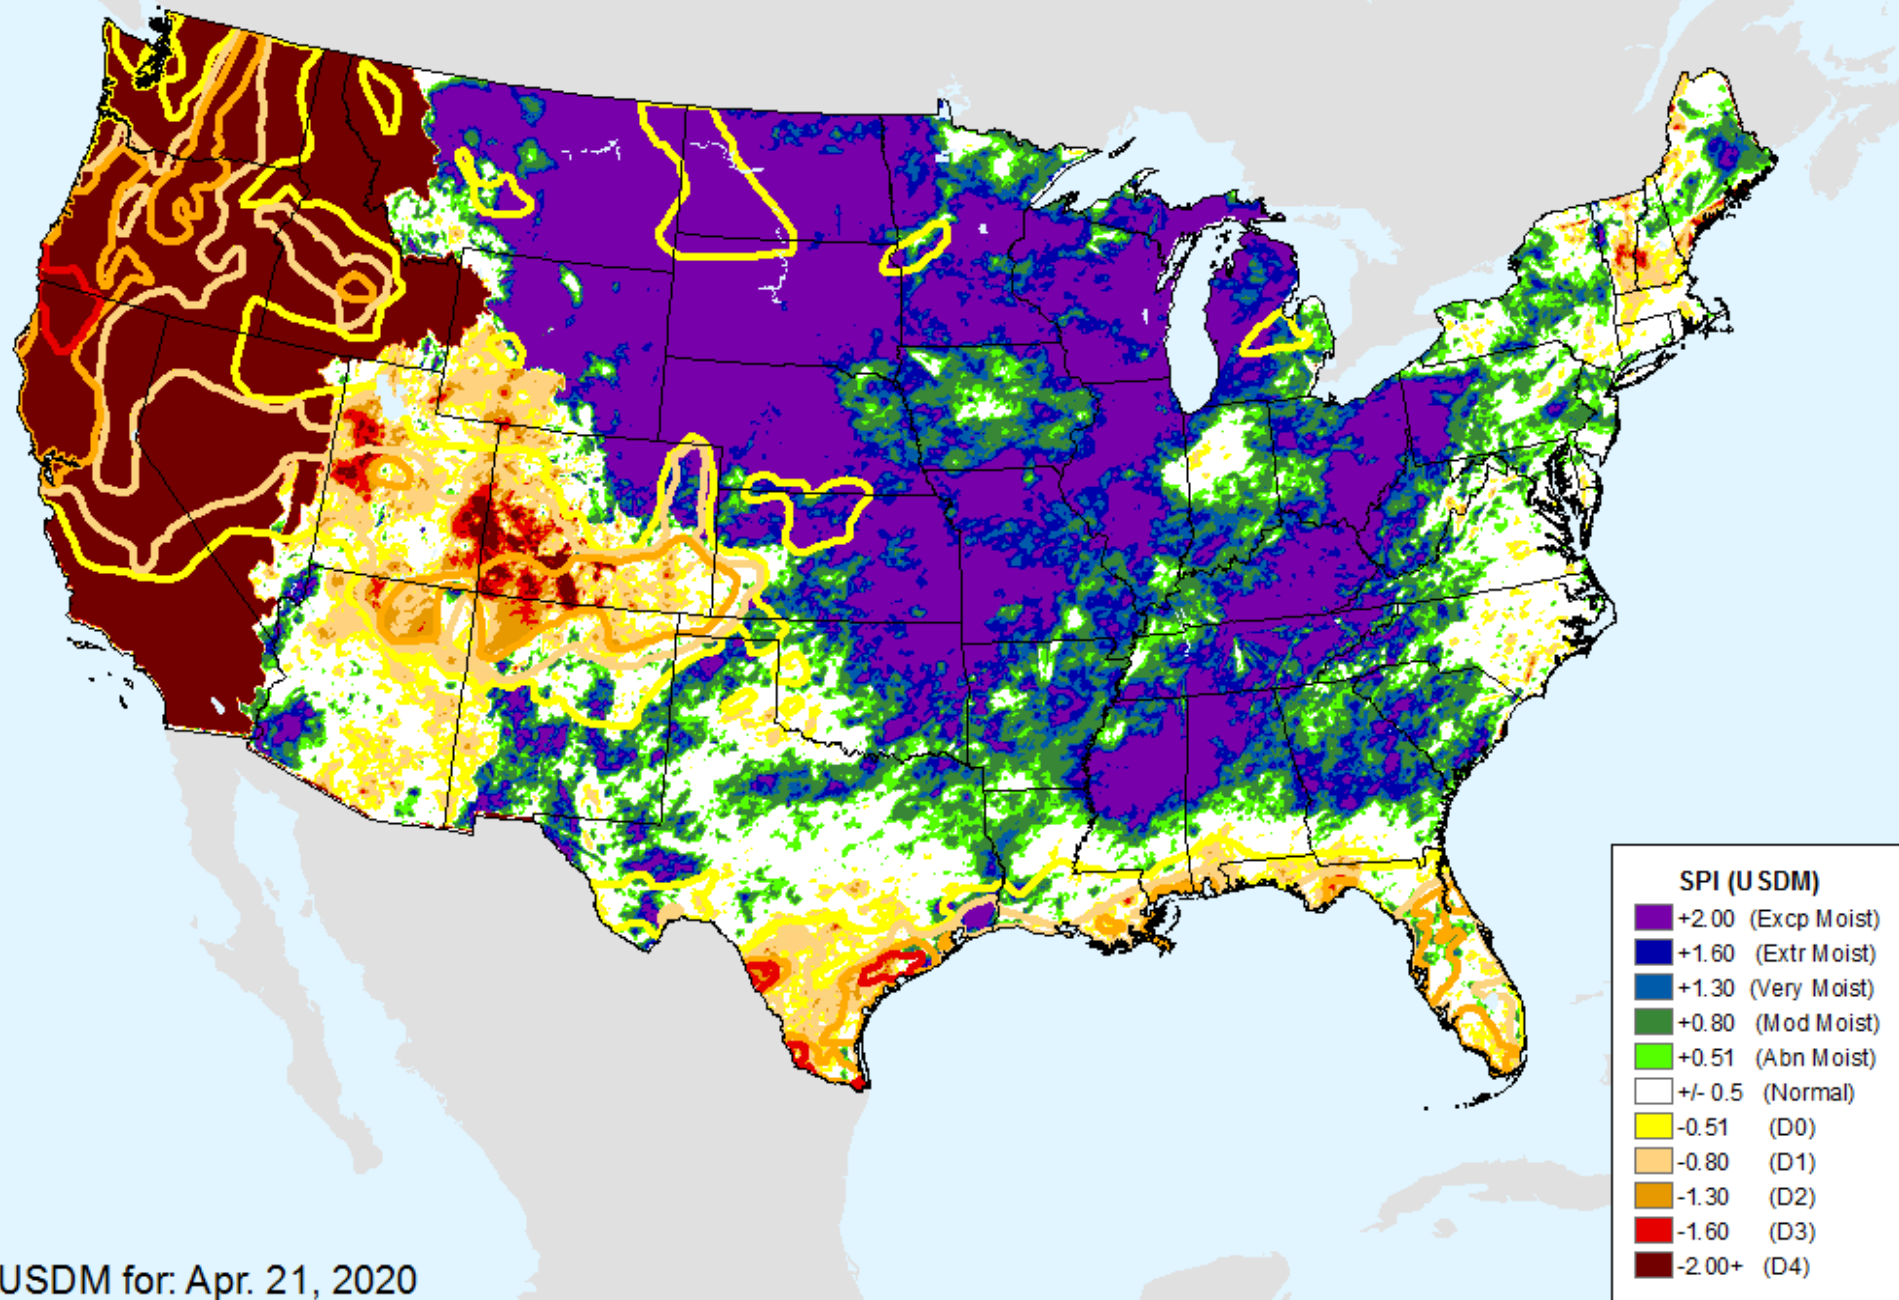 SPI (USDM)
+2.00 (Excp Moist)
+1.60 (Extr Moist)
+1.30 (Very Moist)
+0.80 (Mod Moist)
+0.51 (Abn Moist)
+/- 0.5 (Normal)
-0.51 (D0)
-0.80 (D1)
-1.30 (D2)
-1.60 (D3)
-2.00+ (D4)
USDM for: Apr. 21, 2020